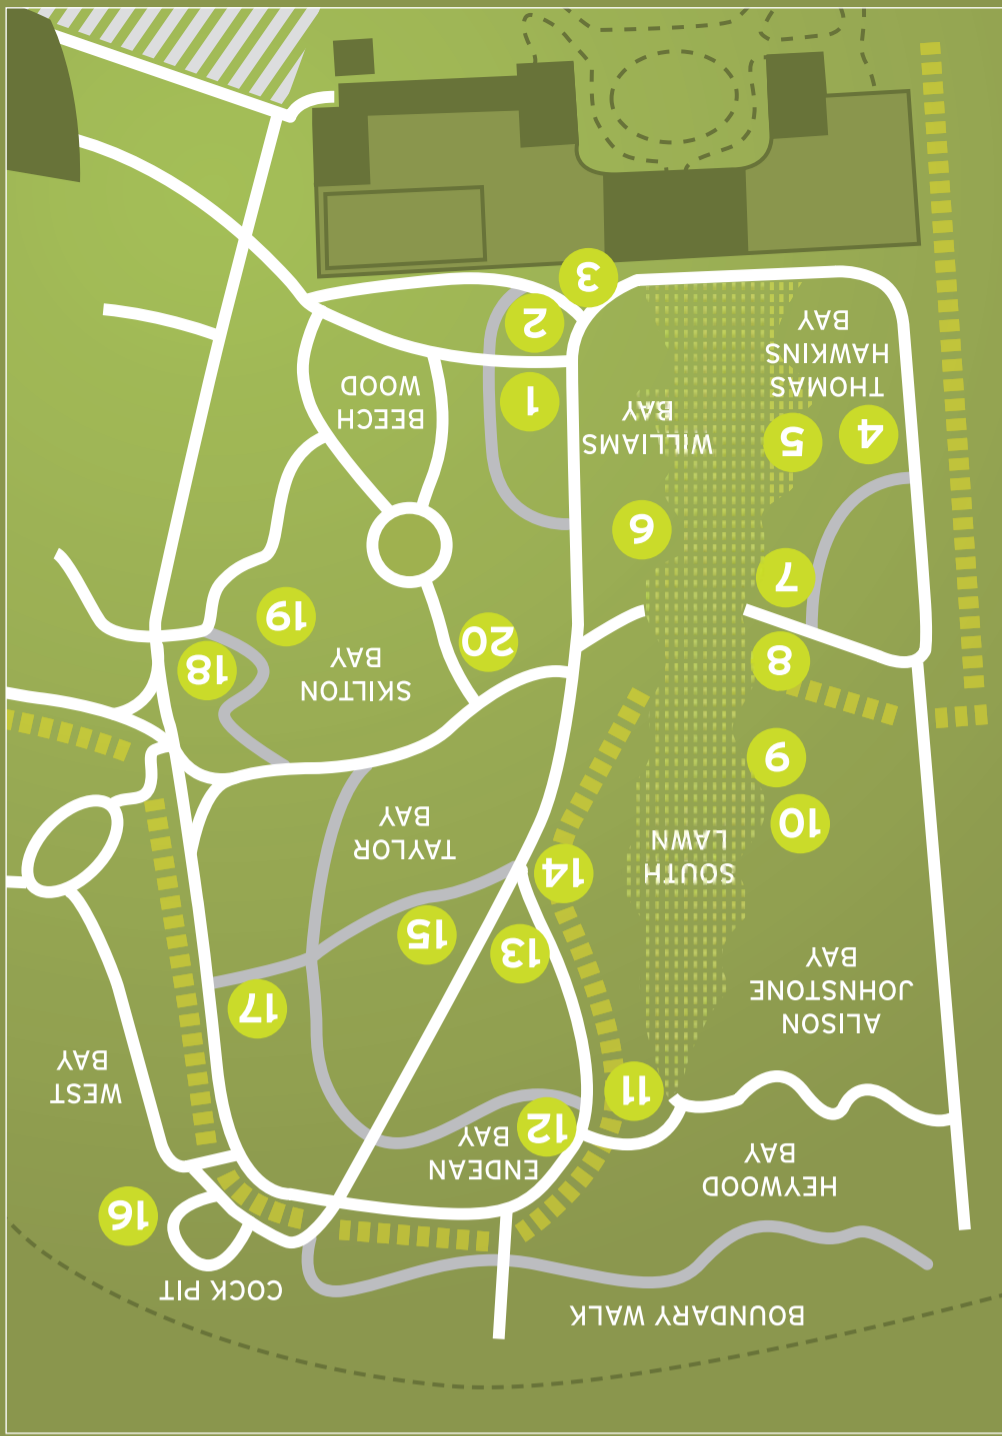 BOUNDARY WALK
COCK PIT
16
HEYWOOD
BAY
ENDEAN
BAY
12
11
WEST
BAY
ALISON
JOHNSTONE
BAY
17
13
15
14
SOUTH
LAWN
TAYLOR
BAY
10
9
8
SKILTON
BAY
18
20
19
7
6
5
4
WILLIAMS
BAY
BEECH
WOOD
THOMAS
HAWKINS
BAY
1
2
3